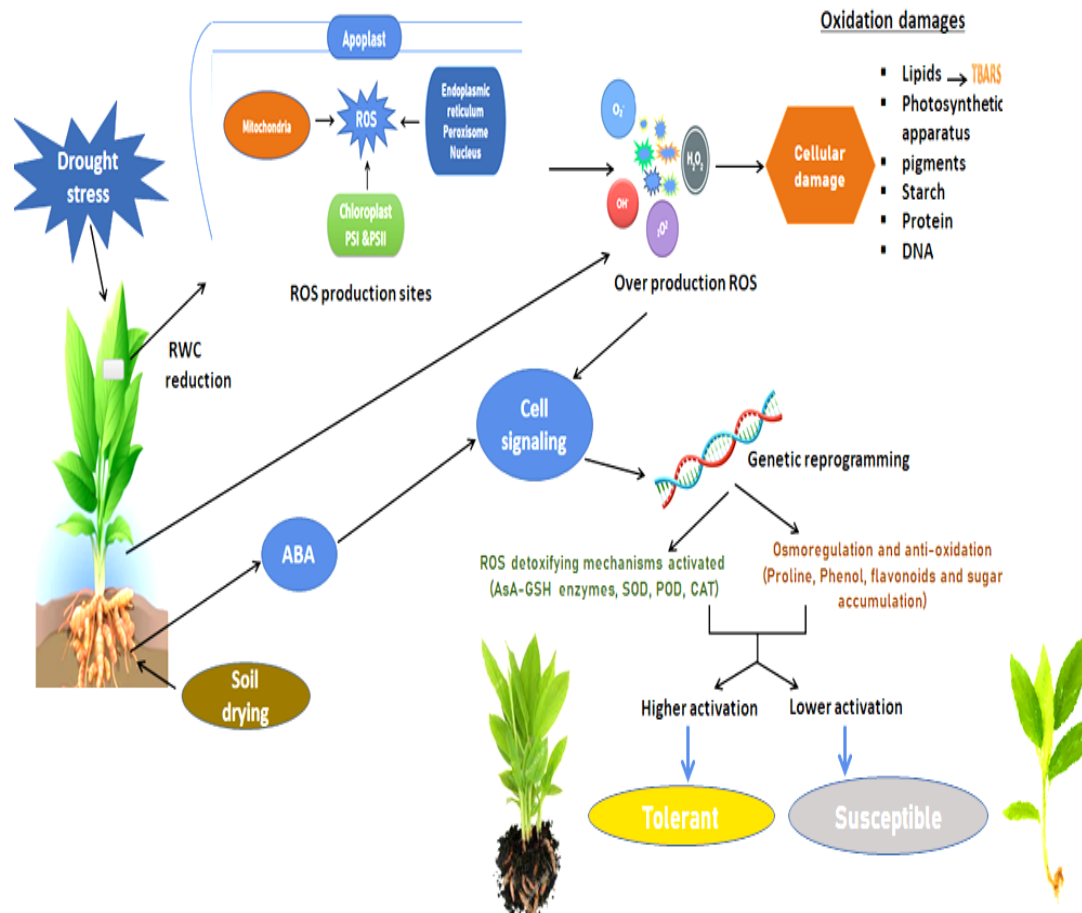 Oxidation damages
Apoplast
Lipids → TBARS
Photosynthetic
apparatus
pigments
Starch
Protein
DNA
Endoplasmic
reticulum
Peroxisome
Nucleus
Mitochondria
ROS
Chloroplast
PSI &PSII
ROS production sites
Drought
stress
O₂⁻
H₂O₂
OH⁻
₁O²
Over production ROS
Cellular
damage
RWC
reduction
Cell
signaling
Genetic reprogramming
ABA
ROS detoxifying mechanisms activated
(AsA-GSH enzymes, SOD, POD, CAT)
Osmoregulation and anti-oxidation
(Proline, Phenol, flavonoids and sugar
accumulation)
Soil
drying
Higher activation
Lower activation
Tolerant
Susceptible